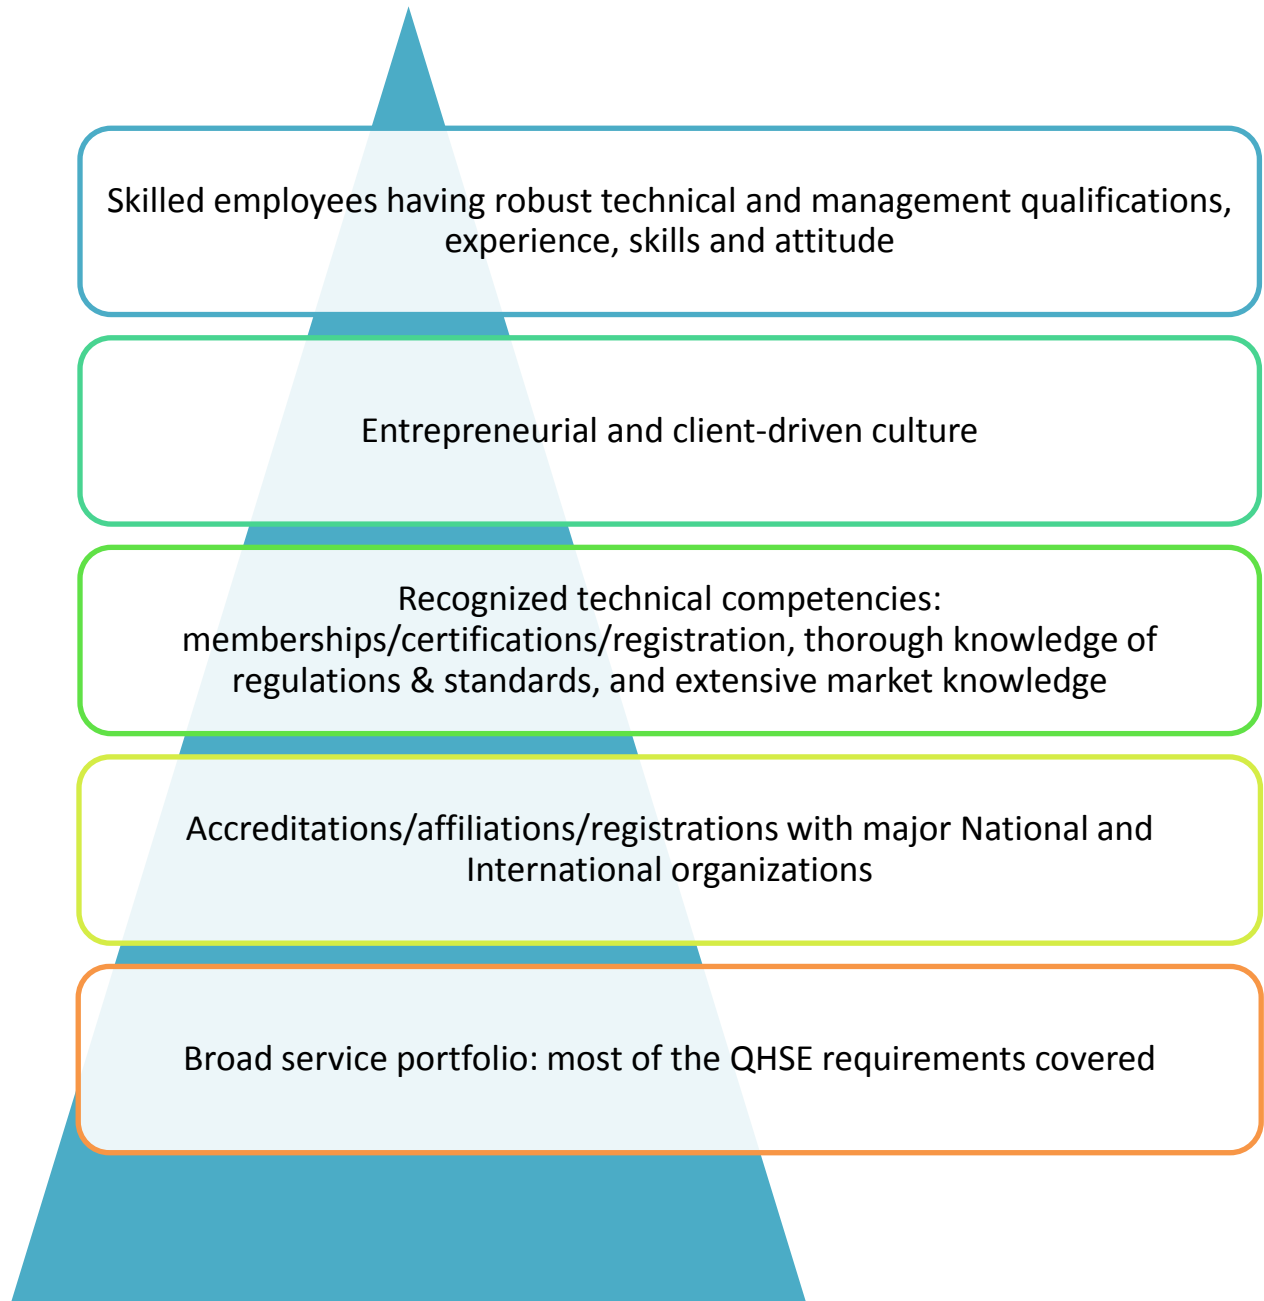 Skilled employees having robust technical and management qualifications,
experience, skills and attitude
Entrepreneurial and client-driven culture
Recognized technical competencies:
memberships/certifications/registration, thorough knowledge of
regulations & standards, and extensive market knowledge
Accreditations/affiliations/registrations with major National and
International organizations
Broad service portfolio: most of the QHSE requirements covered